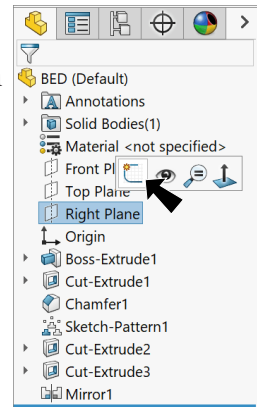 BED (Default)
Annotations
Solid Bodies(1)
Material <not specified>
Front Pl
Top Plane
Right Plane
Origin
Boss-Extrude1
Cut-Extrude1
Chamfer1
Sketch-Pattern1
Cut-Extrude2
Cut-Extrude3
Mirror1